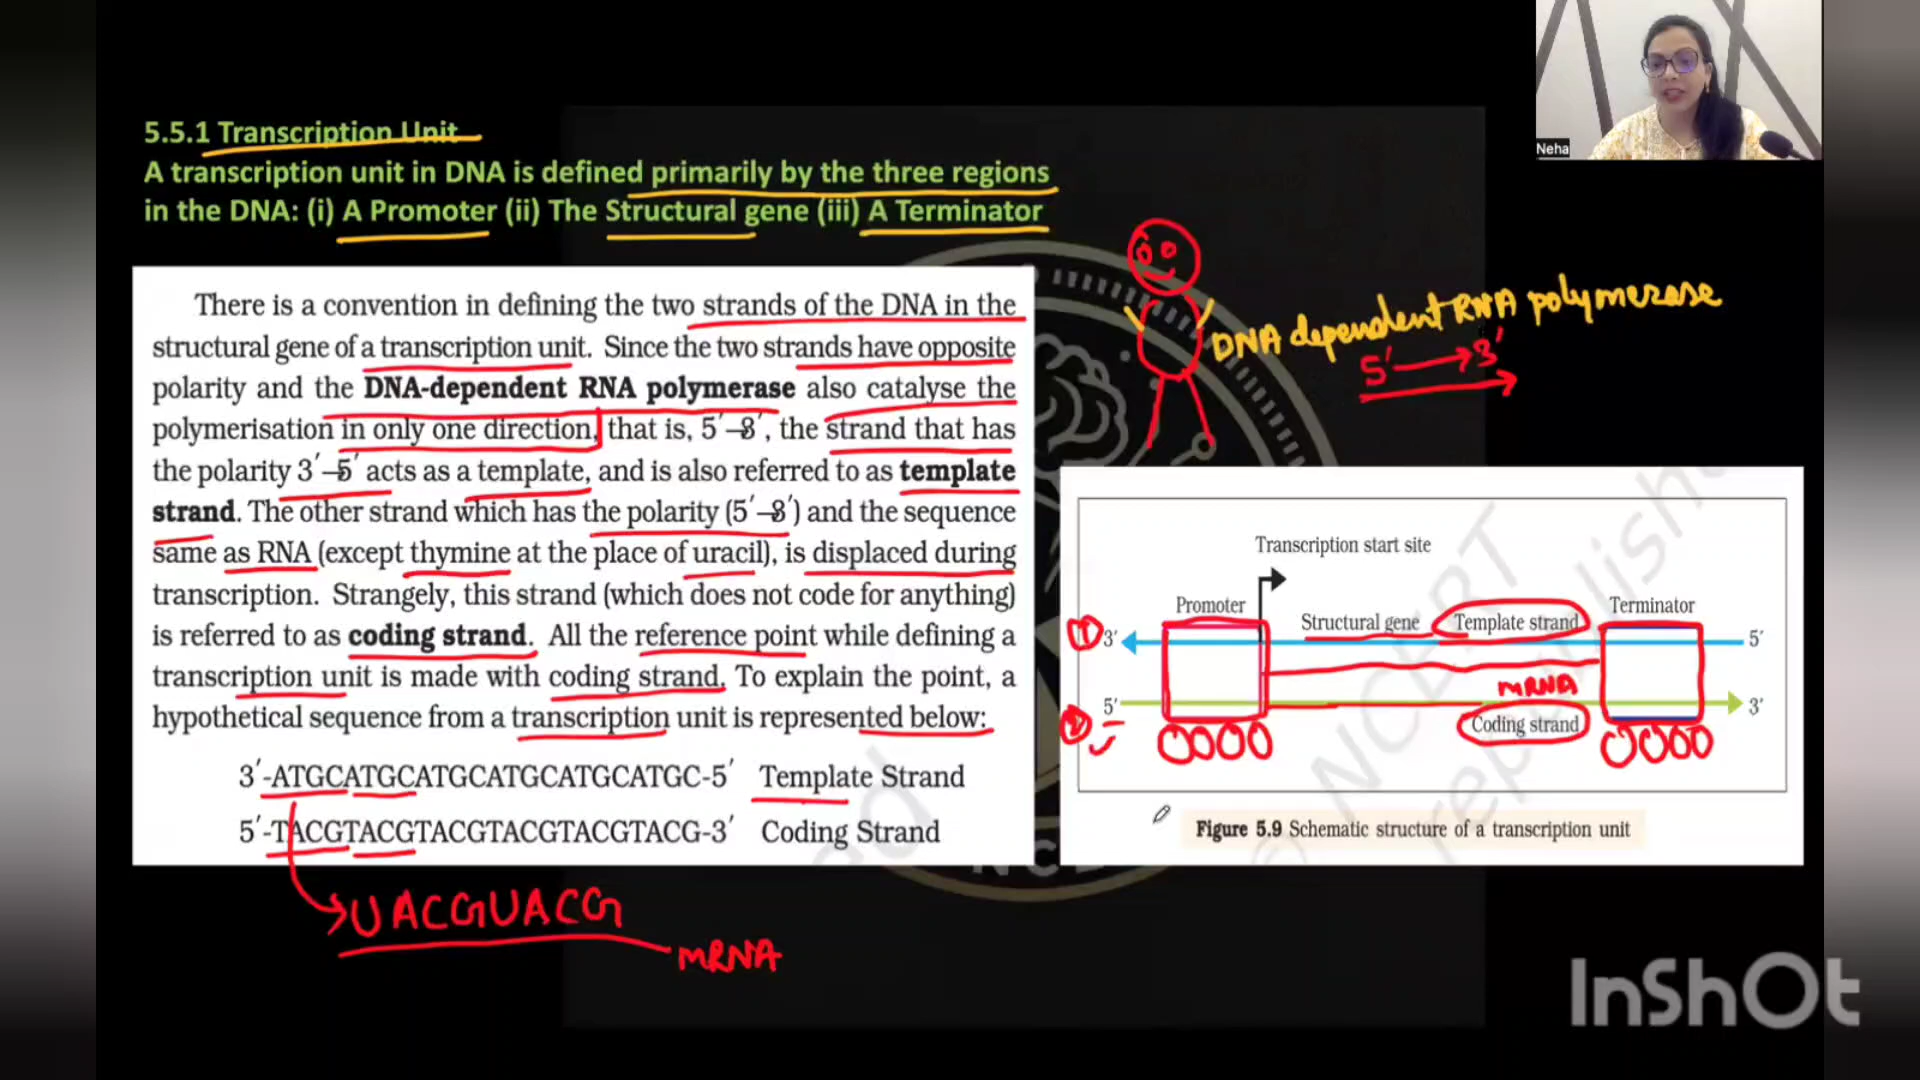 Neha
5.5.1 Transcription Unit
A transcription unit in DNA is defined primarily by the three regions
in the DNA: (i) A Promoter (ii) The Structural gene (iii) A Terminator
There is a convention in defining the two strands of the DNA in the
structural gene of a transcription unit. Since the two strands have opposite
polarity and the DNA-dependent RNA polymerase also catalyse the
polymerisation in only one direction, that is, 5′→3′, the strand that has
the polarity 3′→5′ acts as a template, and is also referred to as template
strand. The other strand which has the polarity (5′→3′) and the sequence
same as RNA (except thymine at the place of uracil), is displaced during
transcription. Strangely, this strand (which does not code for anything)
is referred to as coding strand. All the reference point while defining a
transcription unit is made with coding strand. To explain the point, a
hypothetical sequence from a transcription unit is represented below:
3′-ATGCATGCATGCATGCATGCATGC-5′ Template Strand
5′-TACGTACGTACGTACGTACGTACG-3′ Coding Strand
UACGUACG
mRNA
DNA dependent RNA polymerase
5′→3′
Transcription start site
Promoter
Structural gene Template strand Terminator
① 3′ 5′
mRNA
② 5′ 3′
Coding strand
Figure 5.9 Schematic structure of a transcription unit
© NCERT
InShOt